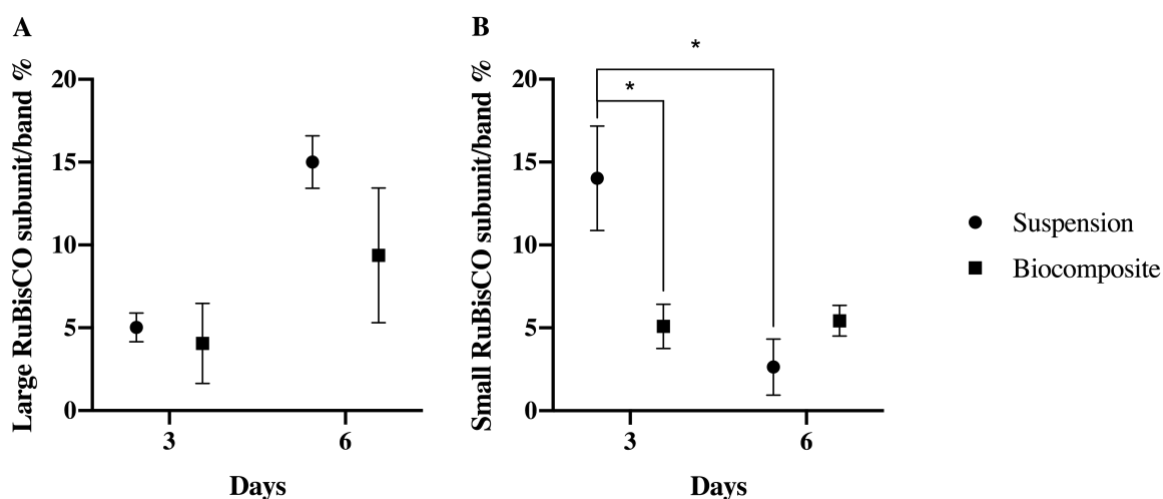 A
Large RuBisCO subunit/band %
20
15
10
5
0
3
6
Days
B
Small RuBisCO subunit/band %
20
15
10
5
0
*
*
3
6
Days
Suspension
Biocomposite